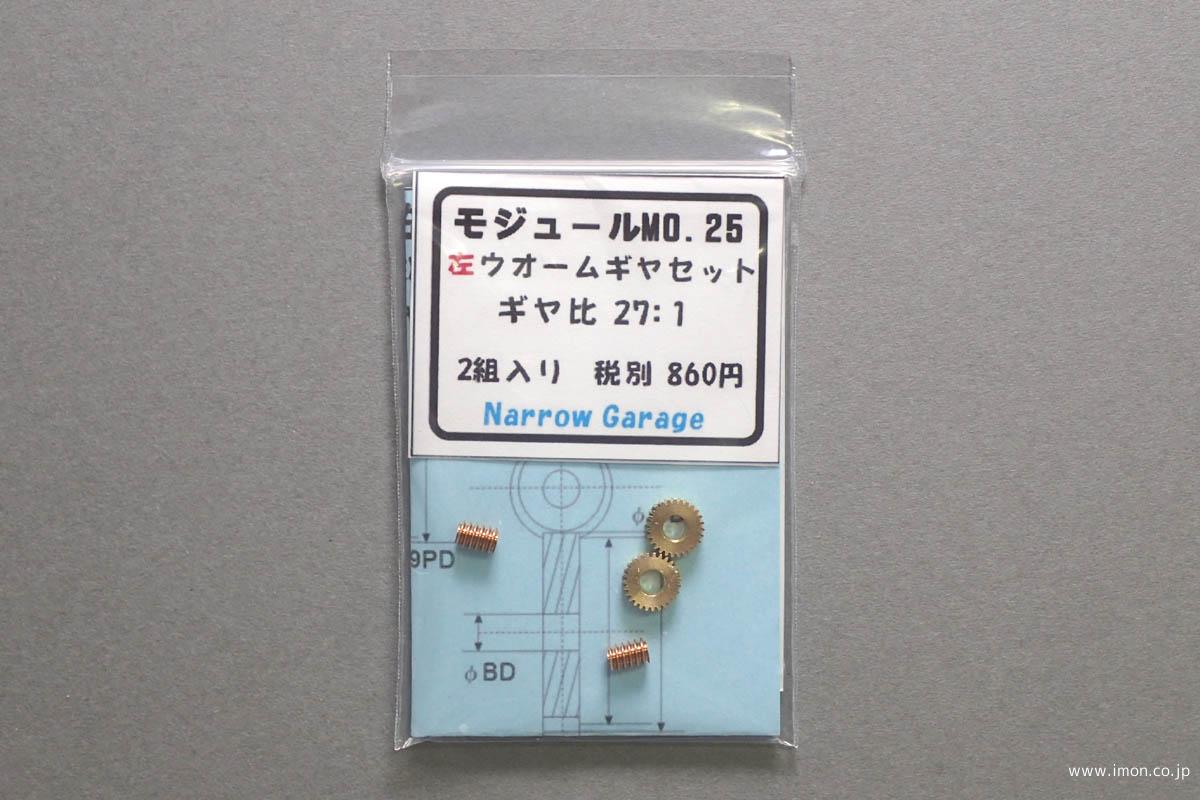 モジュールM0.25
左ウオームギヤセット
ギヤ比 27:1
2組入り 税別 860円
Narrow Garage
φ
9PD
φBD
www.imon.co.jp